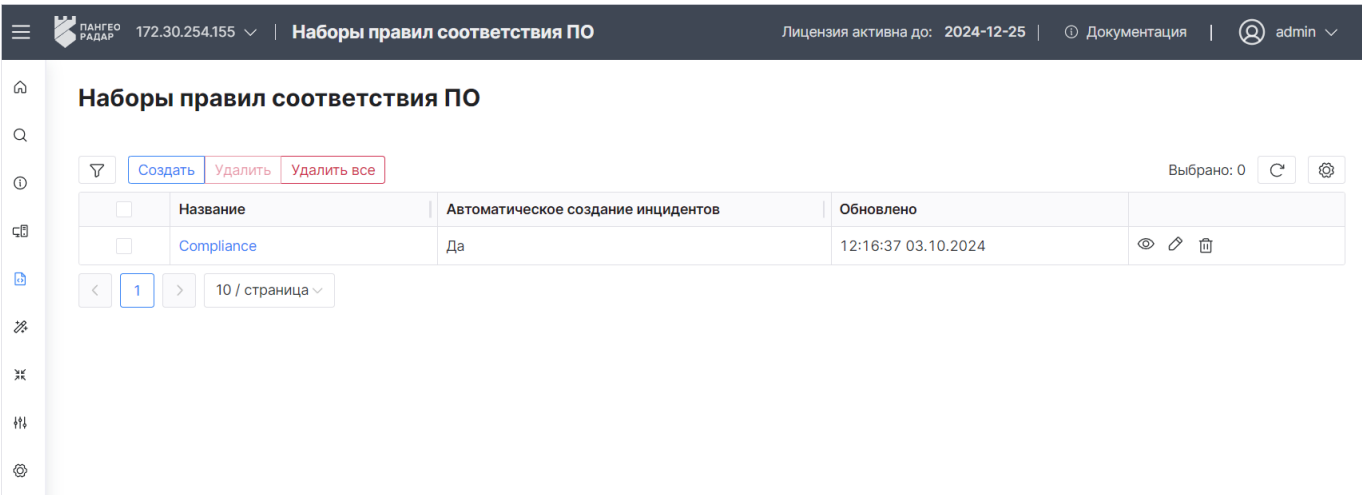 ПАНГЕО
РАДАР
172.30.254.155
Наборы правил соответствия ПО
Лицензия активна до: 2024-12-25 |
Документация |
admin
Наборы правил соответствия ПО
Создать Удалить Удалить все
Выбрано: 0
Название Автоматическое создание инцидентов Обновлено
Compliance Да 12:16:37 03.10.2024
1
10 / страница